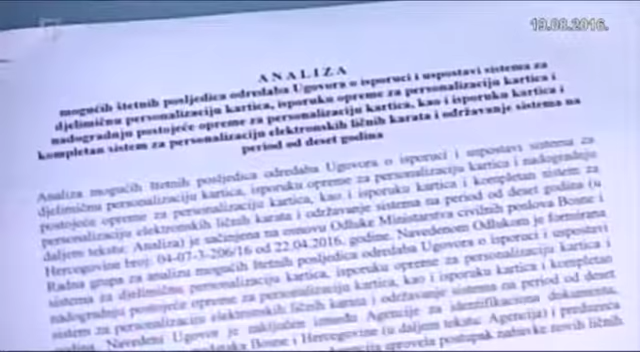 19.08.2016.
ANALIZA
mogućih štetnih posljedica odredaba Ugovora o isporuci i uspostavi sistema za
djelimičnu personalizaciju kartica, isporuku opreme za personalizaciju kartica i
nadogradnju postojeće opreme za personalizaciju kartica, kao i isporuku kartica i
kompletan sistem za personalizaciju elektronskih ličnih karata i održavanje sistema na
period od deset godina
Analiza mogućih štetnih posljedica odredaba Ugovora o isporuci i uspostavi sistema za
djelimičnu personalizaciju kartica, isporuku opreme za personalizaciju kartica i nadogradnju
postojeće opreme za personalizaciju kartica, kao i isporuku kartica i kompletan sistem za
personalizaciju elektronskih ličnih karata i održavanje sistema na period od deset godina (u
daljem tekstu: Analiza) je sačinjena na osnovu Odluke Ministarstva civilnih poslova Bosne i
Hercegovine broj: 04-07-3-206/16 od 22.04.2016. godine. Navedenom Odlukom je formirana
Radna grupa za analizu mogućih štetnih posljedica odredaba Ugovora o isporuci i uspostavi
sistema za djelimičnu personalizaciju kartica, isporuku opreme za personalizaciju kartica i
nadogradnju postojeće opreme za personalizaciju kartica, kao i isporuku kartica i kompletan
sistem za personalizaciju elektronskih ličnih karata i održavanje sistema na period od deset
godina. Navedeni Ugovor je zaključen između Agencije za identifikaciona dokumenta,
podataka Bosne i Hercegovine (u daljem tekstu: Agencija) i preduzeća
Agencija provela postupak nabavke novih ličnih